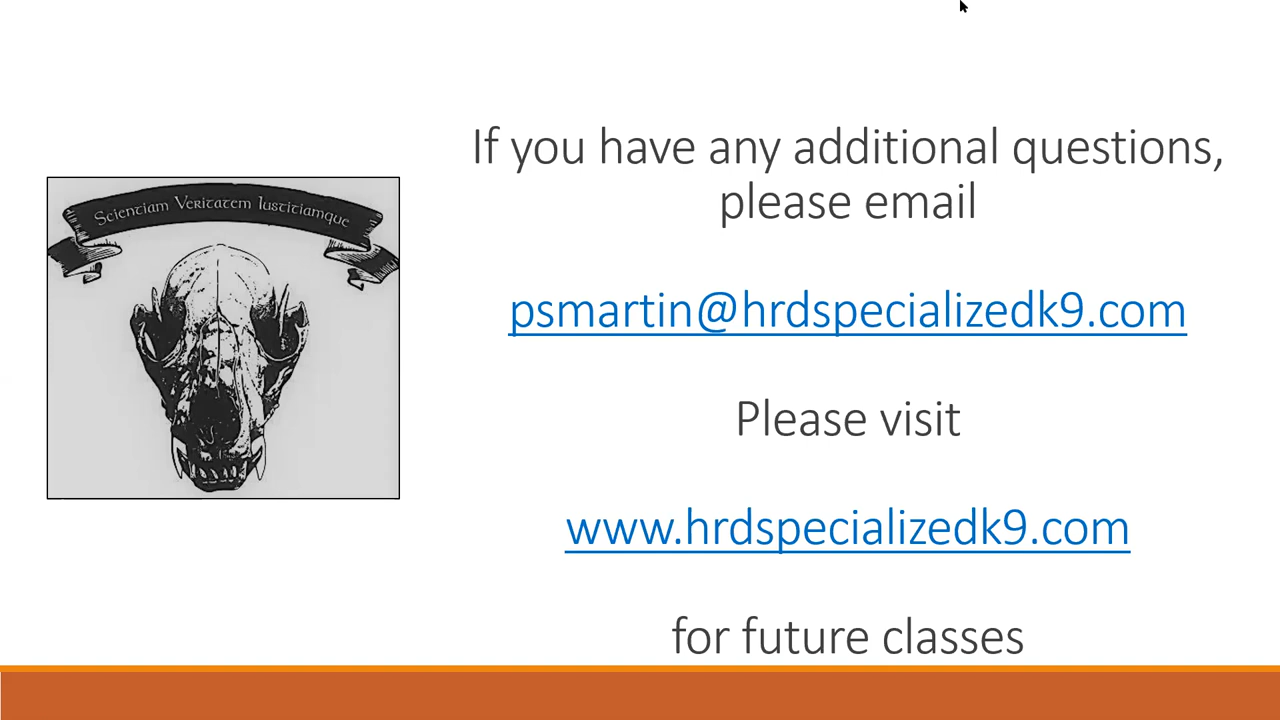 Scientiam Veritatem Iustitiamque
If you have any additional questions,
please email
psmartin@hrdspecializedk9.com
Please visit
www.hrdspecializedk9.com
for future classes